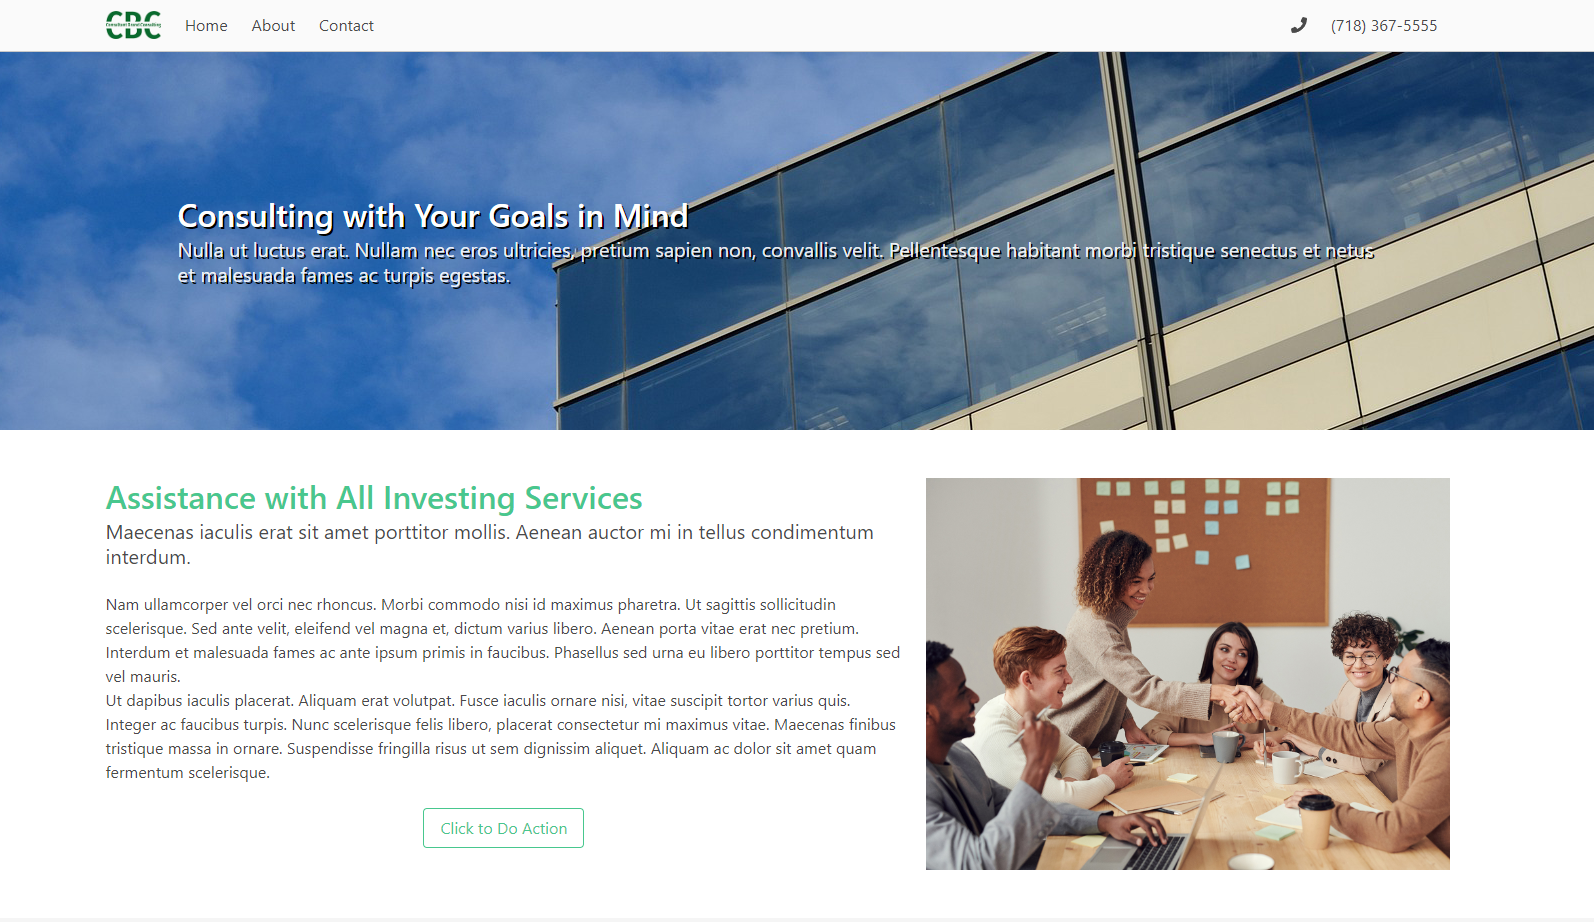 CDC
Home About Contact (718) 367-5555
Consulting with Your Goals in Mind
Nulla ut luctus erat. Nullam nec eros ultricies, pretium sapien non, convallis velit. Pellentesque habitant morbi tristique senectus et netus
et malesuada fames ac turpis egestas.
Assistance with All Investing Services
Maecenas iaculis erat sit amet porttitor mollis. Aenean auctor mi in tellus condimentum
interdum.
Nam ullamcorper vel orci nec rhoncus. Morbi commodo nisi id maximus pharetra. Ut sagittis sollicitudin
scelerisque. Sed ante velit, eleifend vel magna et, dictum varius libero. Aenean porta vitae erat nec pretium.
Interdum et malesuada fames ac ante ipsum primis in faucibus. Phasellus sed urna eu libero porttitor tempus sed
vel mauris.
Ut dapibus iaculis placerat. Aliquam erat volutpat. Fusce iaculis ornare nisi, vitae suscipit tortor varius quis.
Integer ac faucibus turpis. Nunc scelerisque felis libero, placerat consectetur mi maximus vitae. Maecenas finibus
tristique massa in ornare. Suspendisse fringilla risus ut sem dignissim aliquet. Aliquam ac dolor sit amet quam
fermentum scelerisque.
Click to Do Action